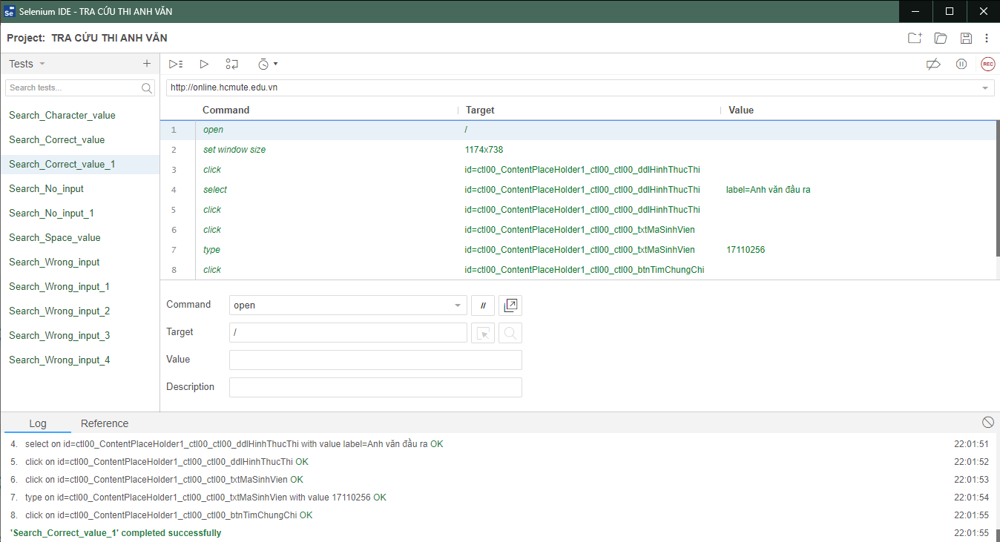 Se Selenium IDE - TRA CỨU THI ANH VĂN
Project: TRA CỨU THI ANH VĂN
Tests
Search tests...
Search_Character_value
Search_Correct_value
Search_Correct_value_1
Search_No_input
Search_No_input_1
Search_Space_value
Search_Wrong_input
Search_Wrong_input_1
Search_Wrong_input_2
Search_Wrong_input_3
Search_Wrong_input_4
REC
http://online.hcmute.edu.vn
Command Target Value
1 open /
2 set window size 1174x738
3 click id=ctl00_ContentPlaceHolder1_ctl00_ctl00_ddlHinhThucThi
4 select id=ctl00_ContentPlaceHolder1_ctl00_ctl00_ddlHinhThucThi label=Anh văn đầu ra
5 click id=ctl00_ContentPlaceHolder1_ctl00_ctl00_ddlHinhThucThi
6 click id=ctl00_ContentPlaceHolder1_ctl00_ctl00_txtMaSinhVien
7 type id=ctl00_ContentPlaceHolder1_ctl00_ctl00_txtMaSinhVien 17110256
8 click id=ctl00_ContentPlaceHolder1_ctl00_ctl00_btnTimChungChi
Command open //
Target /
Value
Description
Log Reference
4. select on id=ctl00_ContentPlaceHolder1_ctl00_ctl00_ddlHinhThucThi with value label=Anh văn đầu ra OK 22:01:51
5. click on id=ctl00_ContentPlaceHolder1_ctl00_ctl00_ddlHinhThucThi OK 22:01:52
6. click on id=ctl00_ContentPlaceHolder1_ctl00_ctl00_txtMaSinhVien OK 22:01:53
7. type on id=ctl00_ContentPlaceHolder1_ctl00_ctl00_txtMaSinhVien with value 17110256 OK 22:01:54
8. click on id=ctl00_ContentPlaceHolder1_ctl00_ctl00_btnTimChungChi OK 22:01:55
'Search_Correct_value_1' completed successfully 22:01:55